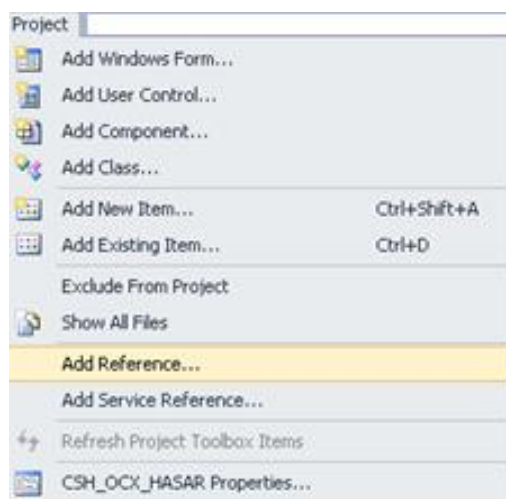 Project
Add Windows Form...
Add User Control...
Add Component...
Add Class...
Add New Item... Ctrl+Shift+A
Add Existing Item... Ctrl+D
Exclude From Project
Show All Files
Add Reference...
Add Service Reference...
Refresh Project Toolbox Items
CSH_OCX_HASAR Properties...